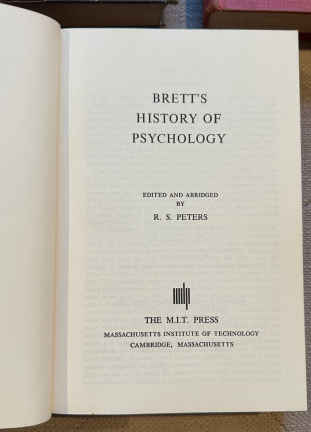 BRETT'S
HISTORY OF
PSYCHOLOGY
EDITED AND ABRIDGED
BY
R. S. PETERS
THE M.I.T. PRESS
MASSACHUSETTS INSTITUTE OF TECHNOLOGY
CAMBRIDGE, MASSACHUSETTS